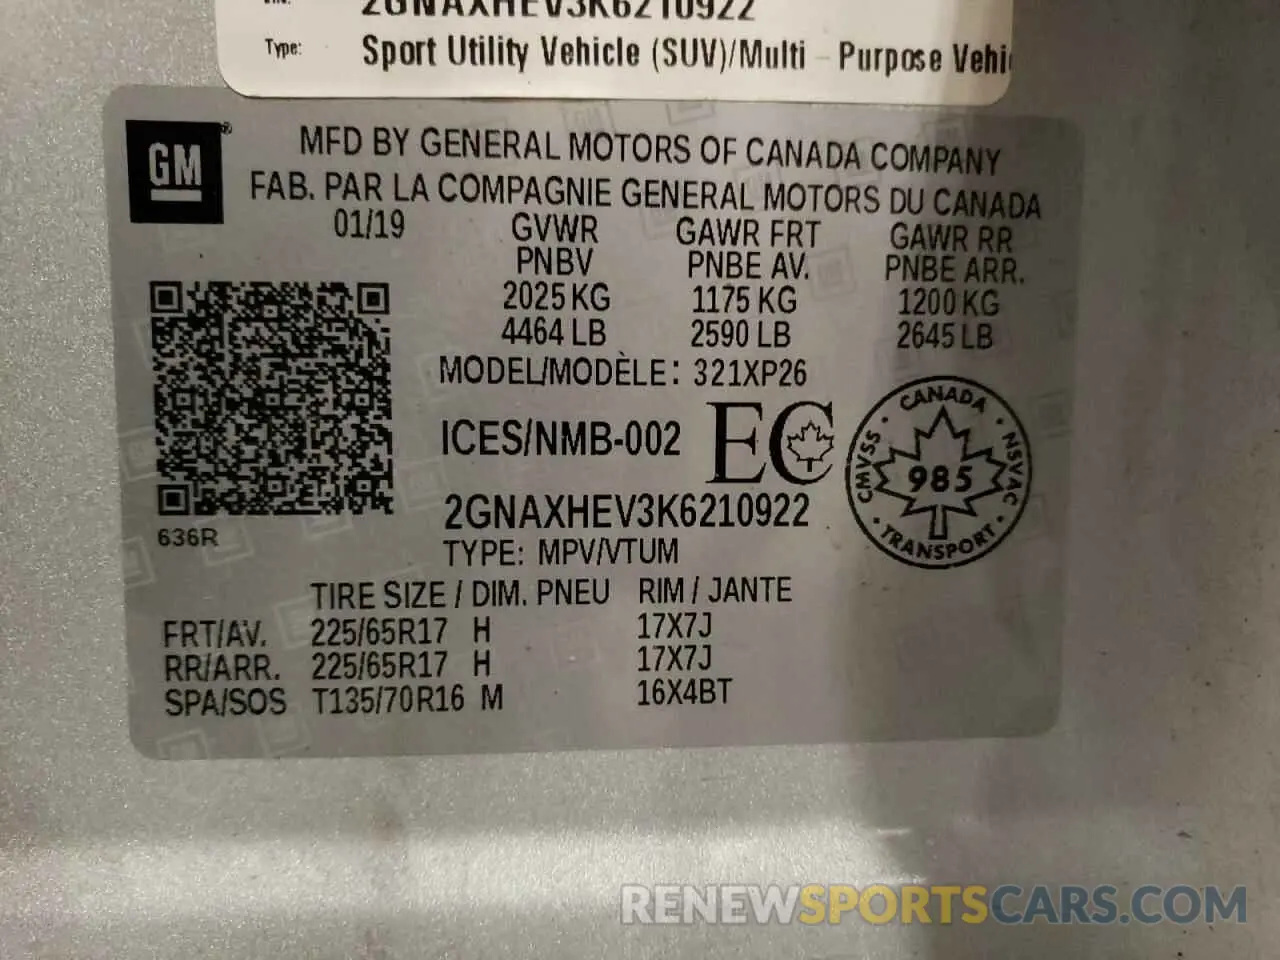 2GNAXHEV3K6210922
Type: Sport Utility Vehicle (SUV)/Multi - Purpose Vehi
GM®
MFD BY GENERAL MOTORS OF CANADA COMPANY
FAB. PAR LA COMPAGNIE GENERAL MOTORS DU CANADA
01/19 GVWR GAWR FRT GAWR RR
PNBV PNBE AV. PNBE ARR.
2025 KG 1175 KG 1200 KG
4464 LB 2590 LB 2645 LB
MODEL/MODÈLE: 321XP26
ICES/NMB-002 EC
CANADA · NSVAC · TRANSPORT · CMVSS ·
985
2GNAXHEV3K6210922
636R
TYPE: MPV/VTUM
TIRE SIZE / DIM. PNEU RIM / JANTE
FRT/AV. 225/65R17 H 17X7J
RR/ARR. 225/65R17 H 17X7J
SPA/SOS T135/70R16 M 16X4BT
RENEWSPORTSCARS.COM